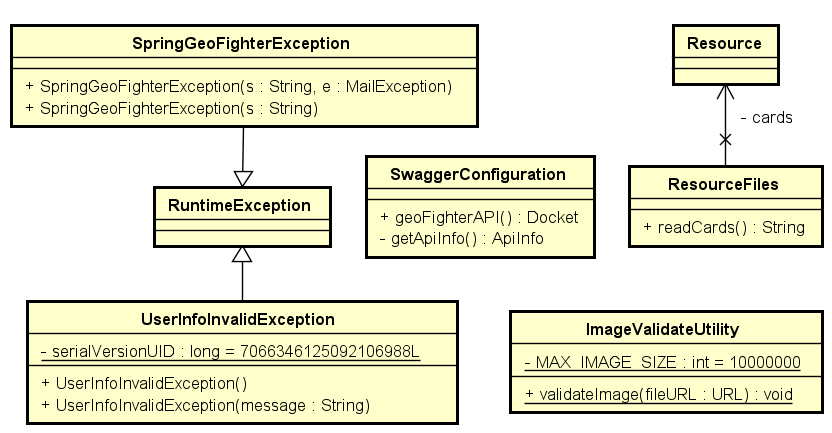 SpringGeoFighterException
+ SpringGeoFighterException(s : String, e : MailException)
+ SpringGeoFighterException(s : String)
Resource
- cards
RuntimeException
SwaggerConfiguration
+ geoFighterAPI() : Docket
- getApiInfo() : ApiInfo
ResourceFiles
+ readCards() : String
UserInfoInvalidException
- serialVersionUID : long = 7066346125092106988L
+ UserInfoInvalidException()
+ UserInfoInvalidException(message : String)
ImageValidateUtility
- MAX_IMAGE_SIZE : int = 10000000
+ validateImage(fileURL : URL) : void